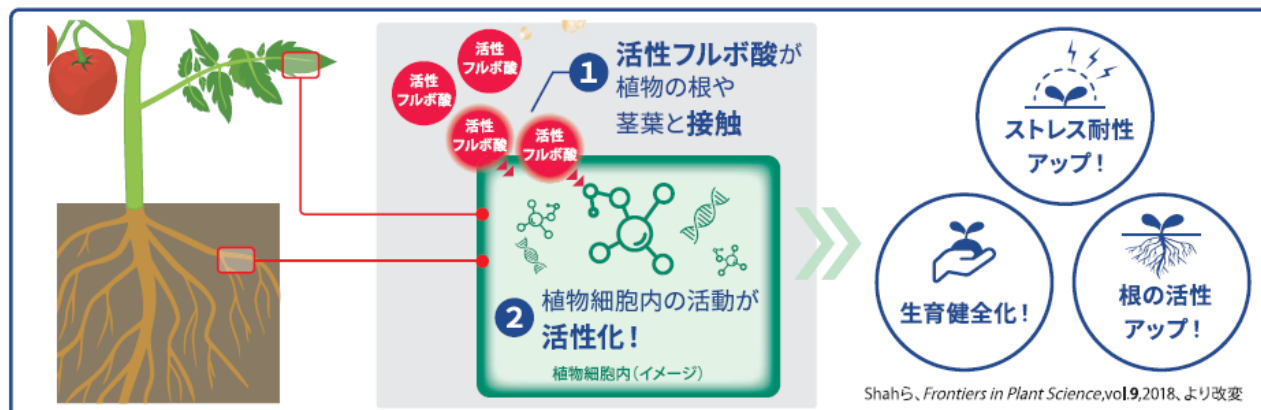 活性
フルボ酸
活性
フルボ酸
活性
フルボ酸
活性
フルボ酸
1 活性フルボ酸が
植物の根や
茎葉と接触
2 植物細胞内の活動が
活性化！
植物細胞内（イメージ）
ストレス耐性
アップ！
生育健全化！
根の活性
アップ！
Shahら、Frontiers in Plant Science,vol.9,2018、より改変